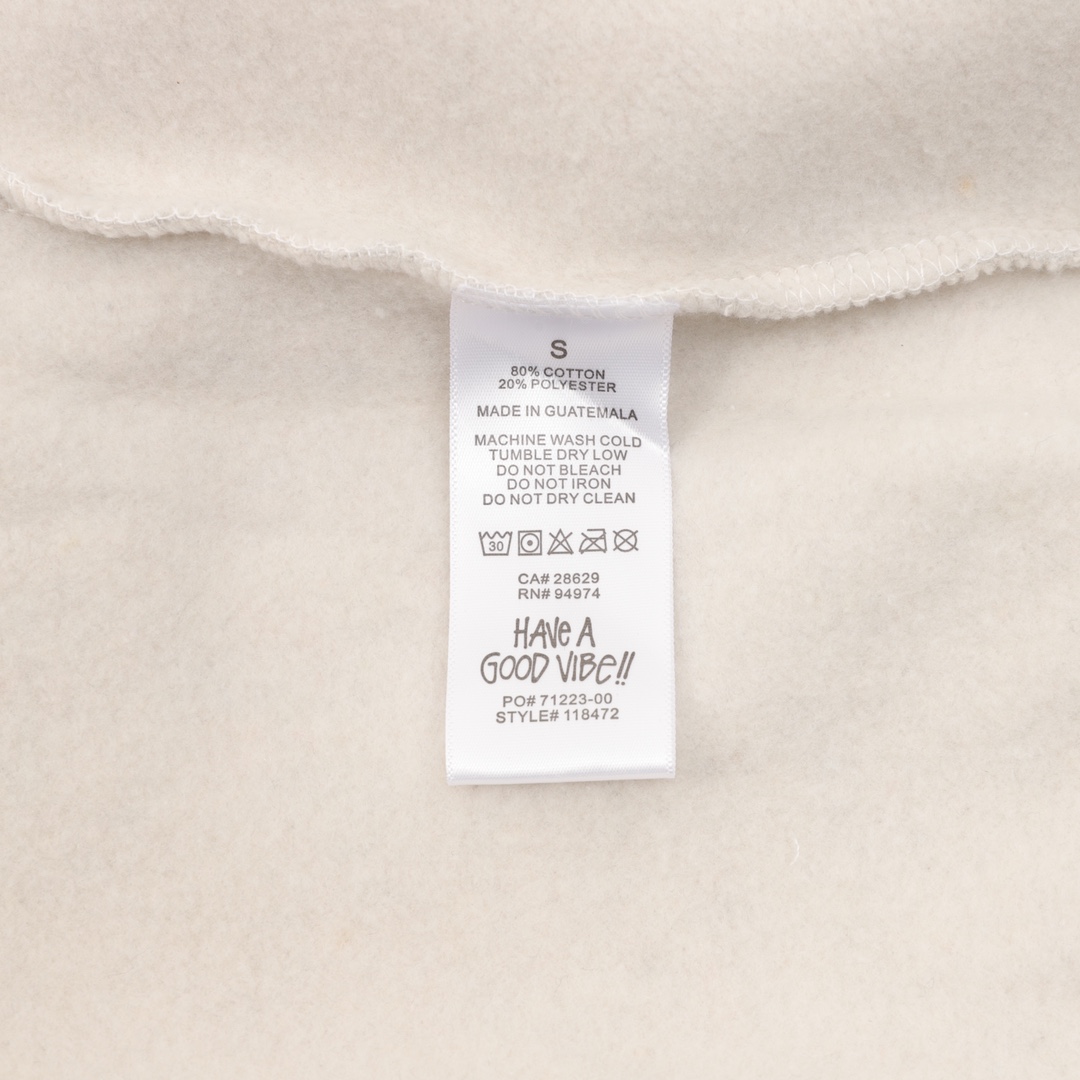 S
80% COTTON
20% POLYESTER
MADE IN GUATEMALA
MACHINE WASH COLD
TUMBLE DRY LOW
DO NOT BLEACH
DO NOT IRON
DO NOT DRY CLEAN
30
CA# 28629
RN# 94974
HAVe A
GOOD VIBe!!
PO# 71223-00
STYLE# 118472